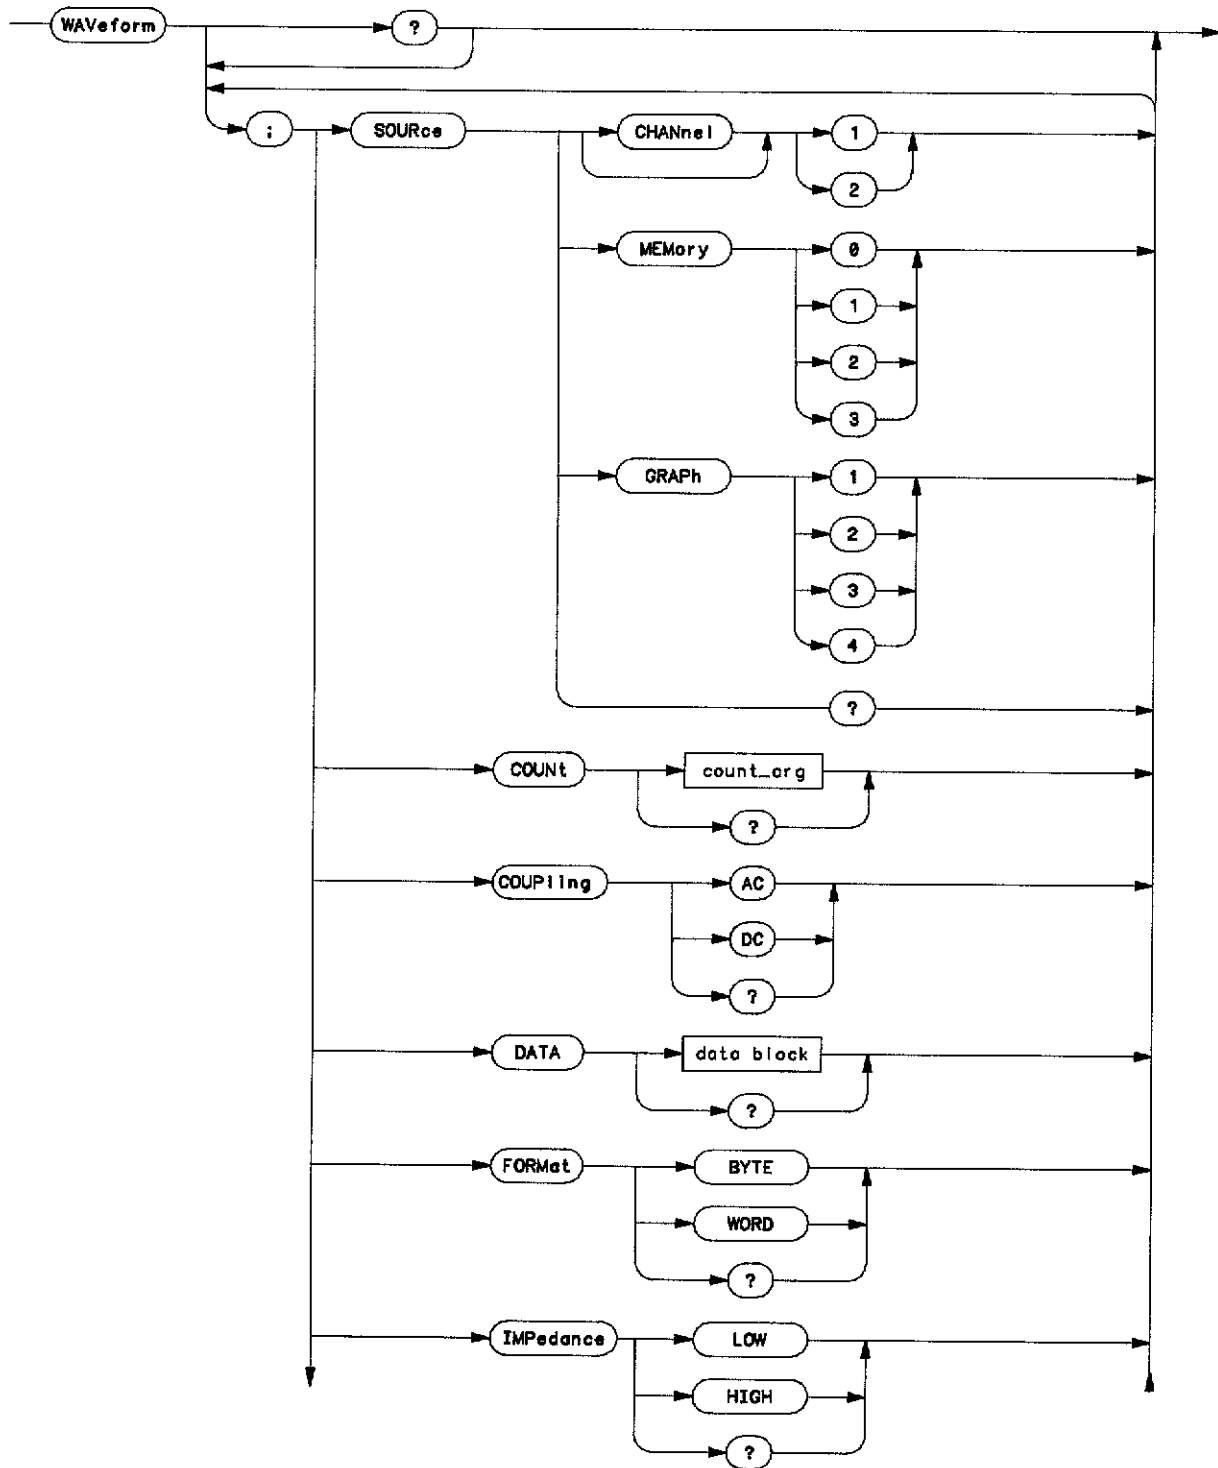 WAVeform ?
; SOURce CHANnel 1
2
MEMory 0
1
2
3
GRAPh 1
2
3
4
?
COUNt count_arg
?
COUPling AC
DC
?
DATA data block
?
FORMat BYTE
WORD
?
IMPedance LOW
HIGH
?